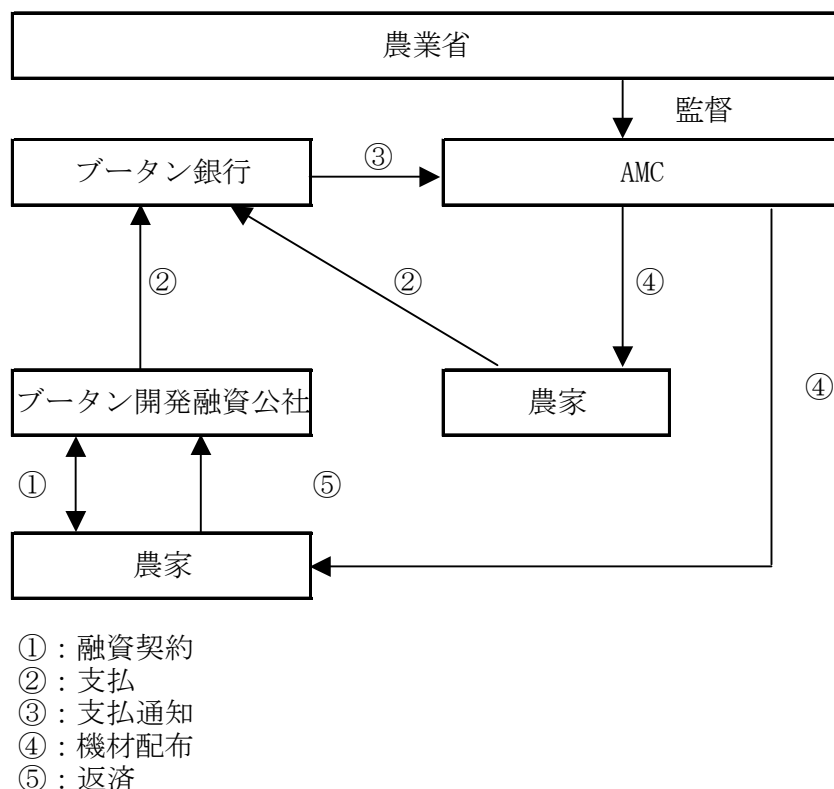 農業省
監督
ブータン銀行
③
AMC
②
②
④
ブータン開発融資公社
農家
④
①
⑤
農家
①：融資契約
②：支払
③：支払通知
④：機材配布
⑤：返済